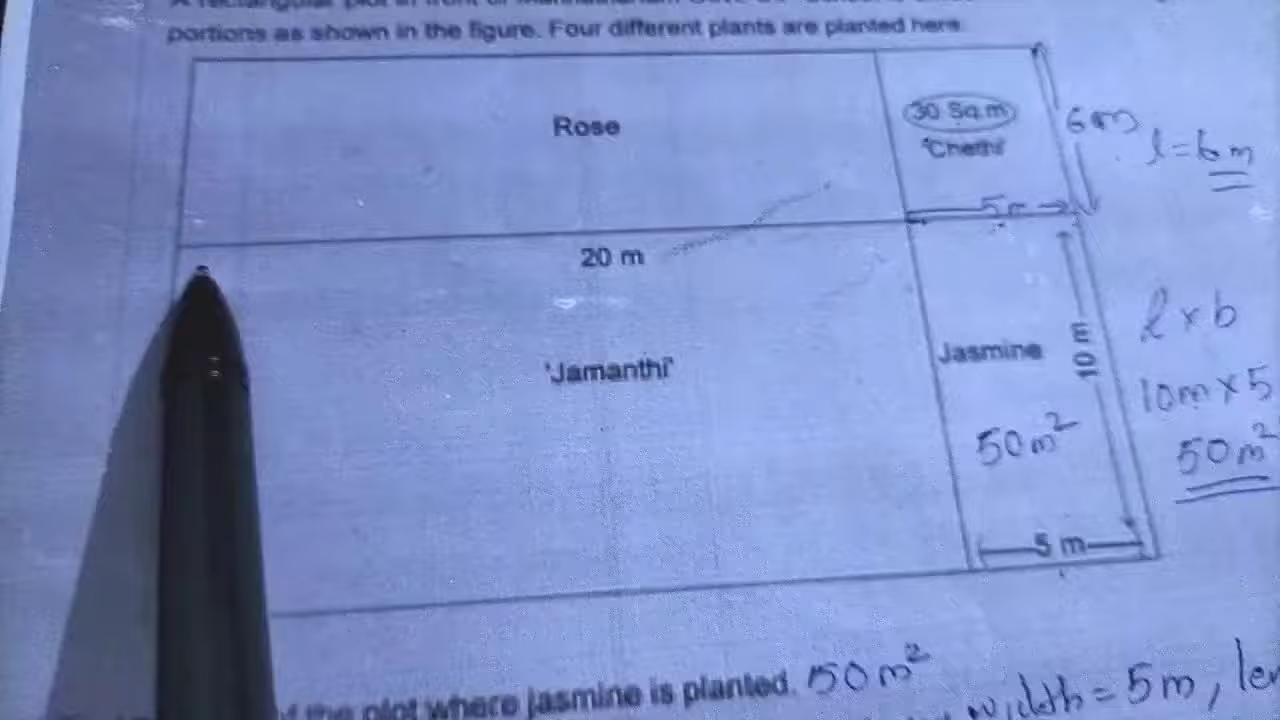 portions as shown in the figure. Four different plants are planted here.
Rose
30 Sq.m
'Chethi'
6m
l = 6m
5m
20 m
'Jamanthi'
Jasmine
10 m
50m²
5 m
l x b
10m x 5
50m²
the plot where jasmine is planted. 50m²
width = 5m,